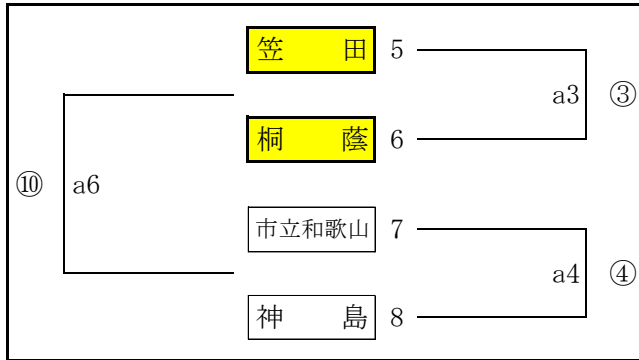 笠 田 5
a3 ③
桐 蔭 6
⑩ a6
市立和歌山 7
a4 ④
神 島 8